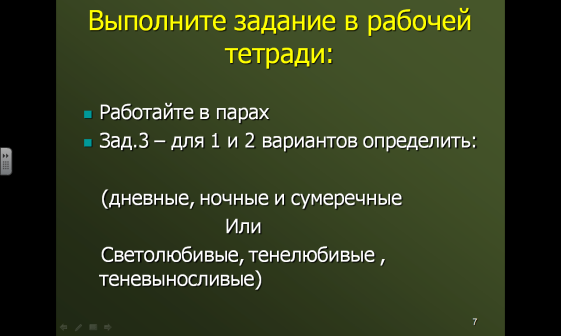 Выполните задание в рабочей
тетради:
Работайте в парах
Зад.3 – для 1 и 2 вариантов определить:
(дневные, ночные и сумеречные
Или
Светолюбивые, тенелюбивые ,
теневыносливые)
7